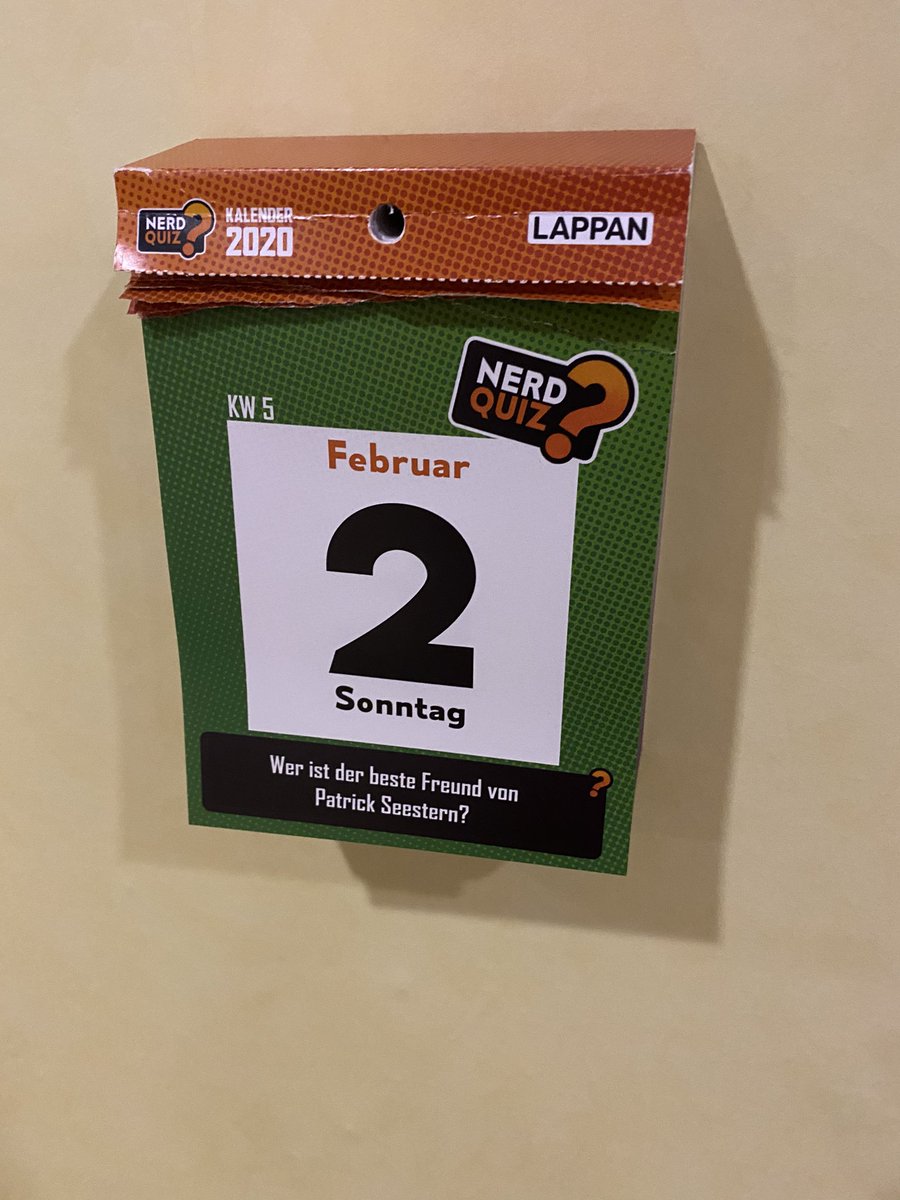 NERD
QUIZ
KALENDER
2020
LAPPAN
NERD
QUIZ
KW 5
Februar
2
Sonntag
Wer ist der beste Freund von
Patrick Seestern?